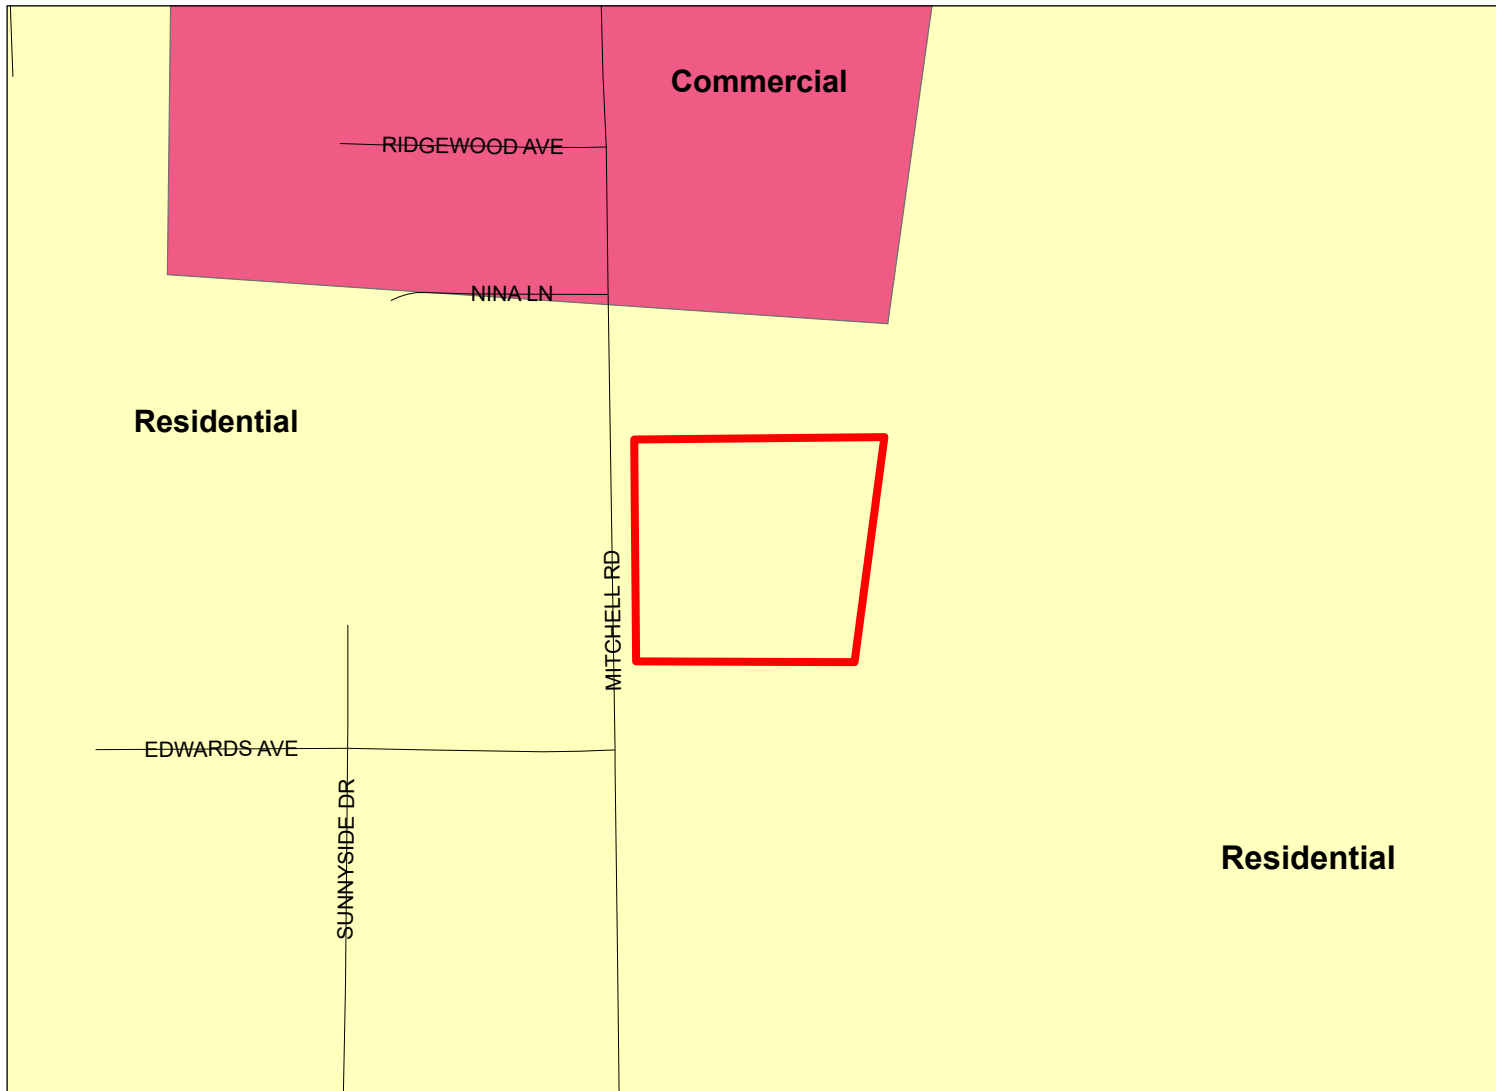 Commercial
RIDGEWOOD AVE
NINA LN
Residential
MITCHELL RD
EDWARDS AVE
SUNNYSIDE DR
Residential